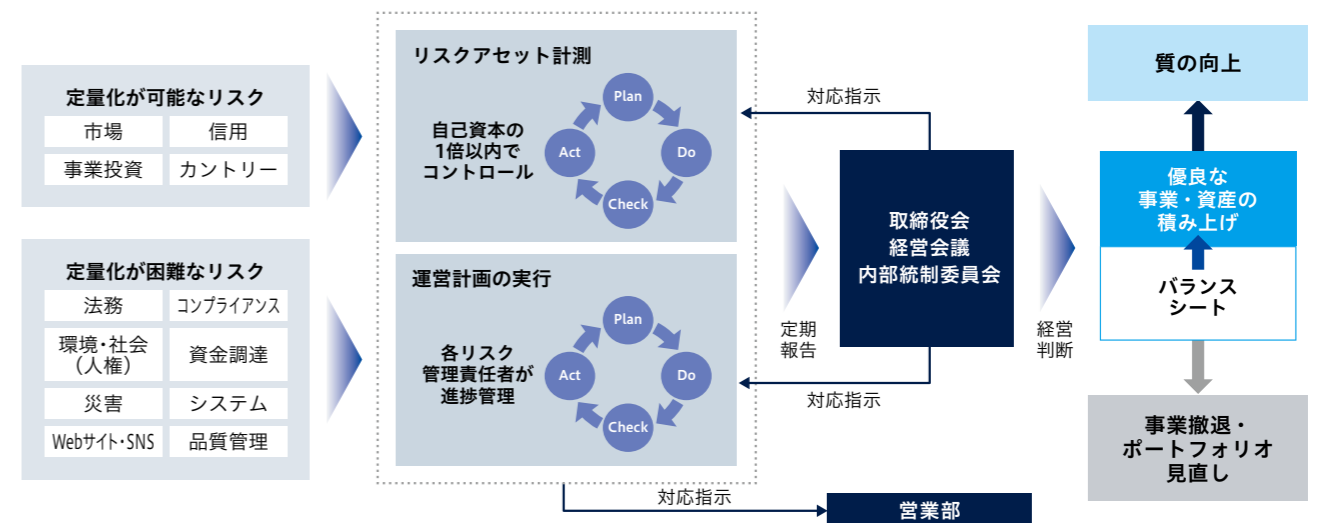 定量化が可能なリスク
市場
信用
事業投資
カントリー
定量化が困難なリスク
法務
コンプライアンス
環境・社会
(人権)
資金調達
災害
システム
Webサイト・SNS
品質管理
リスクアセット計測
自己資本の
1倍以内で
コントロール
Plan
Do
Check
Act
運営計画の実行
各リスク
管理責任者が
進捗管理
Plan
Do
Check
Act
定期
報告
対応指示
取締役会
経営会議
内部統制委員会
対応指示
対応指示
営業部
経営
判断
質の向上
優良な
事業・資産の
積み上げ
バランス
シート
事業撤退・
ポートフォリオ
見直し